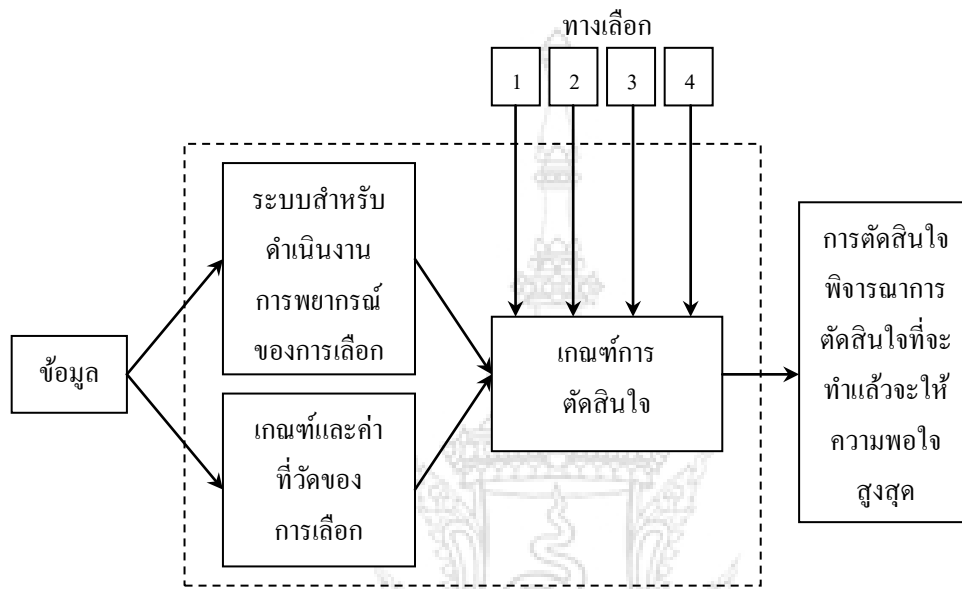 ทางเลือก
1 2 3 4
ระบบสำหรับ
ดำเนินงาน
การพยากรณ์
ของการเลือก
ข้อมูล
เกณฑ์และค่า
ที่วัดของ
การเลือก
เกณฑ์การ
ตัดสินใจ
การตัดสินใจ
พิจารณาการ
ตัดสินใจที่จะ
ทำแล้วจะให้
ความพอใจ
สูงสุด